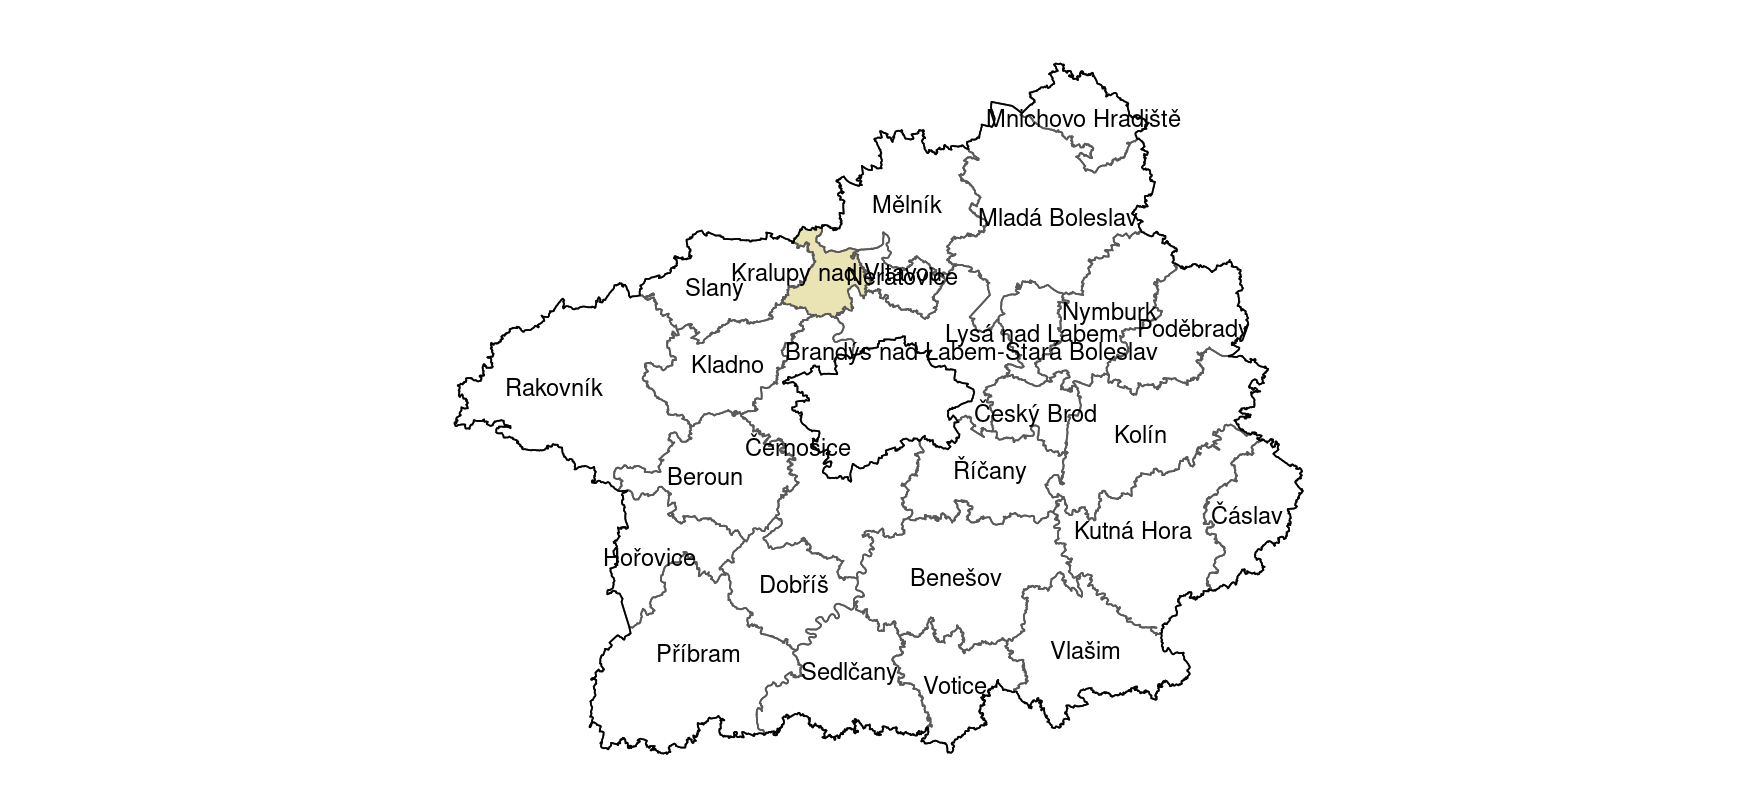 Mnichovo Hradiště
Mělník
Mladá Boleslav
Kralupy nad Vltavou
Neratovice
Slaný
Nymburk
Poděbrady
Lysá nad Labem
Brandýs nad Labem-Stará Boleslav
Kladno
Rakovník
Český Brod
Kolín
Černošice
Říčany
Beroun
Čáslav
Kutná Hora
Hořovice
Benešov
Dobříš
Vlašim
Příbram
Sedlčany
Votice